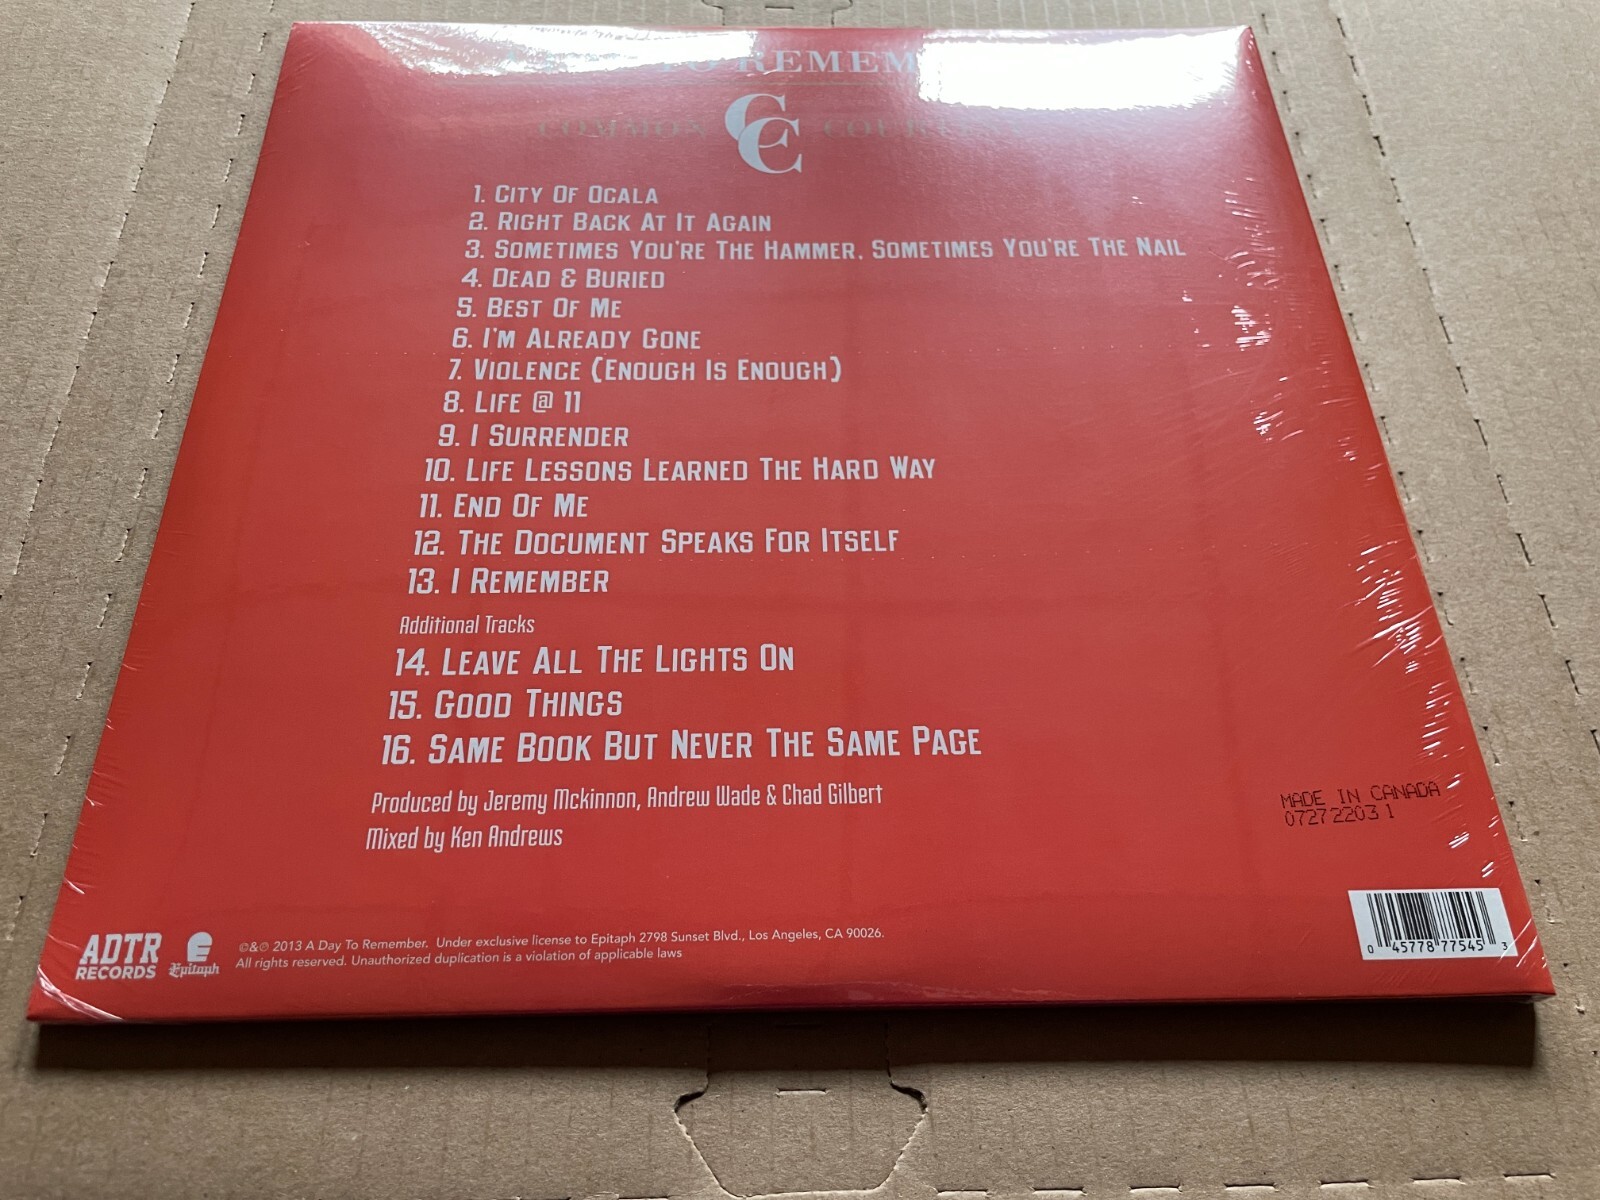 TO REMEM
COMMON CC COURTESY
1. CITY OF OCALA
2. RIGHT BACK AT IT AGAIN
3. SOMETIMES YOU'RE THE HAMMER, SOMETIMES YOU'RE THE NAIL
4. DEAD & BURIED
5. BEST OF ME
6. I'M ALREADY GONE
7. VIOLENCE (ENOUGH IS ENOUGH)
8. LIFE @ 11
9. I SURRENDER
10. LIFE LESSONS LEARNED THE HARD WAY
11. END OF ME
12. THE DOCUMENT SPEAKS FOR ITSELF
13. I REMEMBER
Additional Tracks
14. LEAVE ALL THE LIGHTS ON
15. GOOD THINGS
16. SAME BOOK BUT NEVER THE SAME PAGE
Produced by Jeremy Mckinnon, Andrew Wade & Chad Gilbert
Mixed by Ken Andrews
MADE IN CANADA
07272203 1
ADTR
RECORDS
Epitaph
©&℗ 2013 A Day To Remember. Under exclusive license to Epitaph 2798 Sunset Blvd., Los Angeles, CA 90026.
All rights reserved. Unauthorized duplication is a violation of applicable laws
0 45778 77545 3